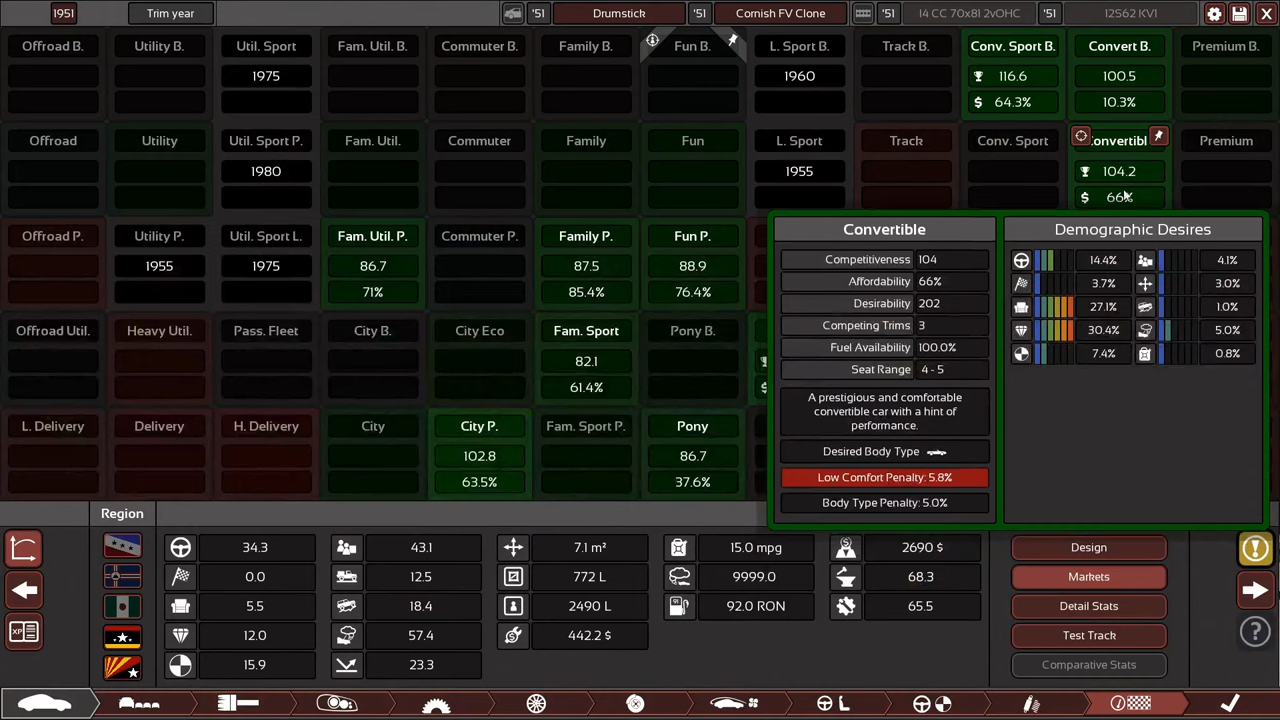 1951 Trim year '51 Drumstick '51 Cornish FV Clone '51 I4 CC 70x81 2vOHC '51 12S62 KV1
Offroad B. Utility B. Util. Sport Fam. Util. B. Commuter B. Family B. Fun B. L. Sport B. Track B. Conv. Sport B. Convert B. Premium B.
1975 1960 116.6 100.5
$ 64.3% 10.3%
Offroad Utility Util. Sport P. Fam. Util. Commuter Family Fun L. Sport Track Conv. Sport onvertibl Premium
1980 1955 104.2
$ 66%
Offroad P. Utility P. Util. Sport L. Fam. Util. P. Commuter P. Family P. Fun P.
1955 1975 86.7 87.5 88.9
71% 85.4% 76.4%
Offroad Util. Heavy Util. Pass. Fleet City B. City Eco Fam. Sport Pony B.
82.1
61.4% $
L. Delivery Delivery H. Delivery City City P. Fam. Sport P. Pony
102.8 86.7
63.5% 37.6%
Convertible
Competitiveness 104
Affordability 66%
Desirability 202
Competing Trims 3
Fuel Availability 100.0%
Seat Range 4 - 5
A prestigious and comfortable
convertible car with a hint of
performance.
Desired Body Type
Low Comfort Penalty: 5.8%
Body Type Penalty: 5.0%
Demographic Desires
14.4% 4.1%
3.7% 3.0%
27.1% 1.0%
30.4% 5.0%
7.4% 0.8%
Region
34.3 43.1 7.1 m² 15.0 mpg $ 2690 $
0.0 12.5 772 L 9999.0 68.3
5.5 18.4 2490 L 92.0 RON 65.5
12.0 57.4 442.2 $
15.9 23.3
Design
Markets
Detail Stats
Test Track
Comparative Stats
XP
!
?